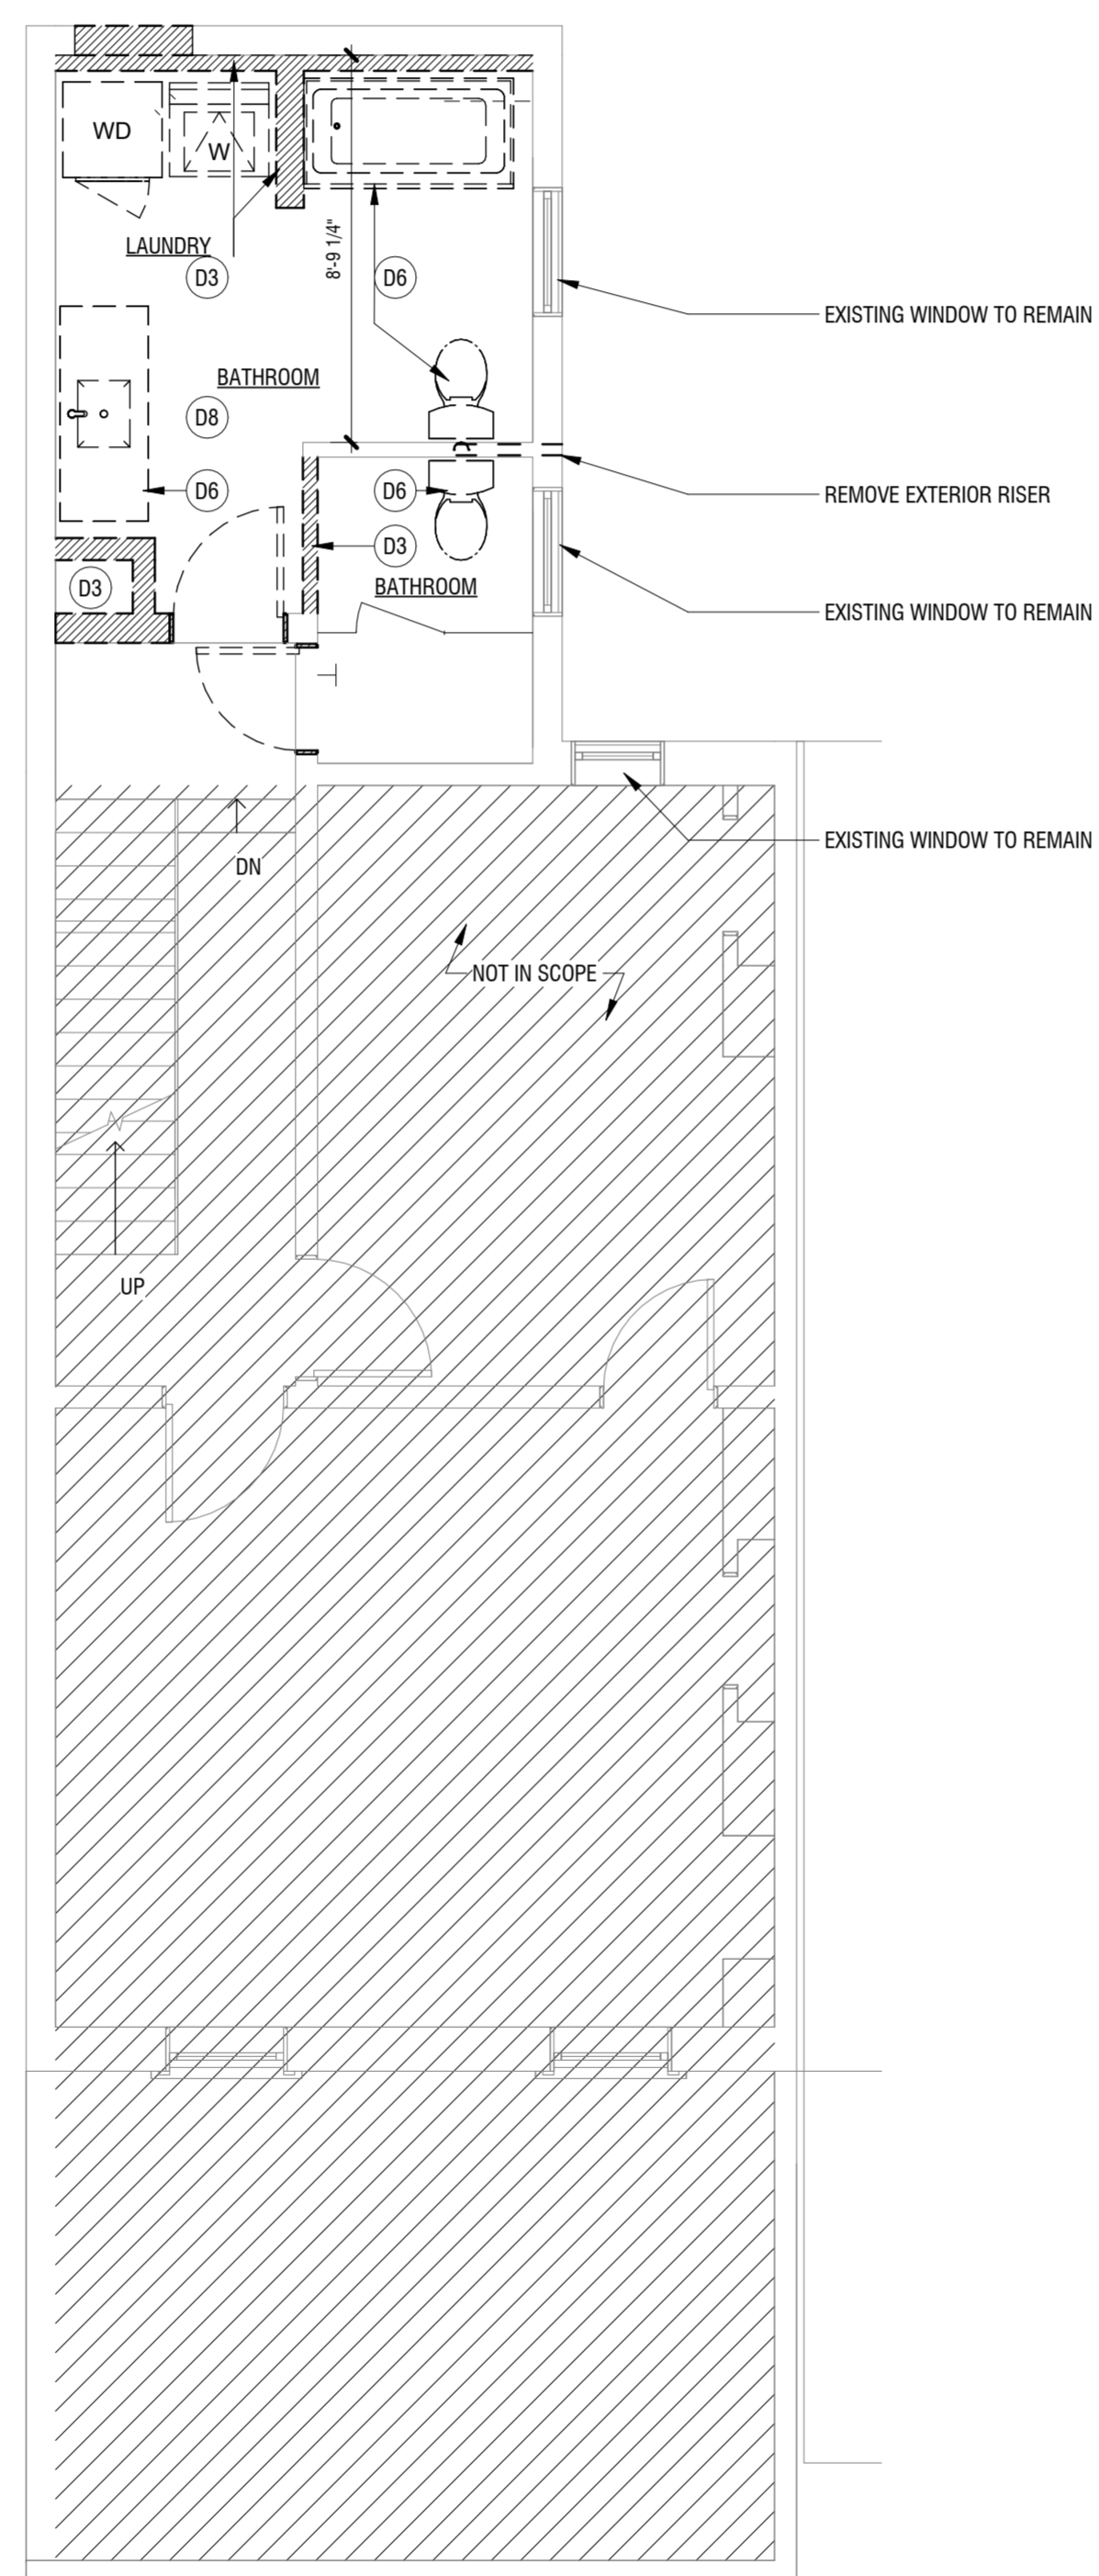 WD
W
LAUNDRY
D3
8'-9 1/4"
D6
EXISTING WINDOW TO REMAIN
BATHROOM
D8
D6
D6
REMOVE EXTERIOR RISER
D3
D3
BATHROOM
EXISTING WINDOW TO REMAIN
EXISTING WINDOW TO REMAIN
DN
NOT IN SCOPE
UP